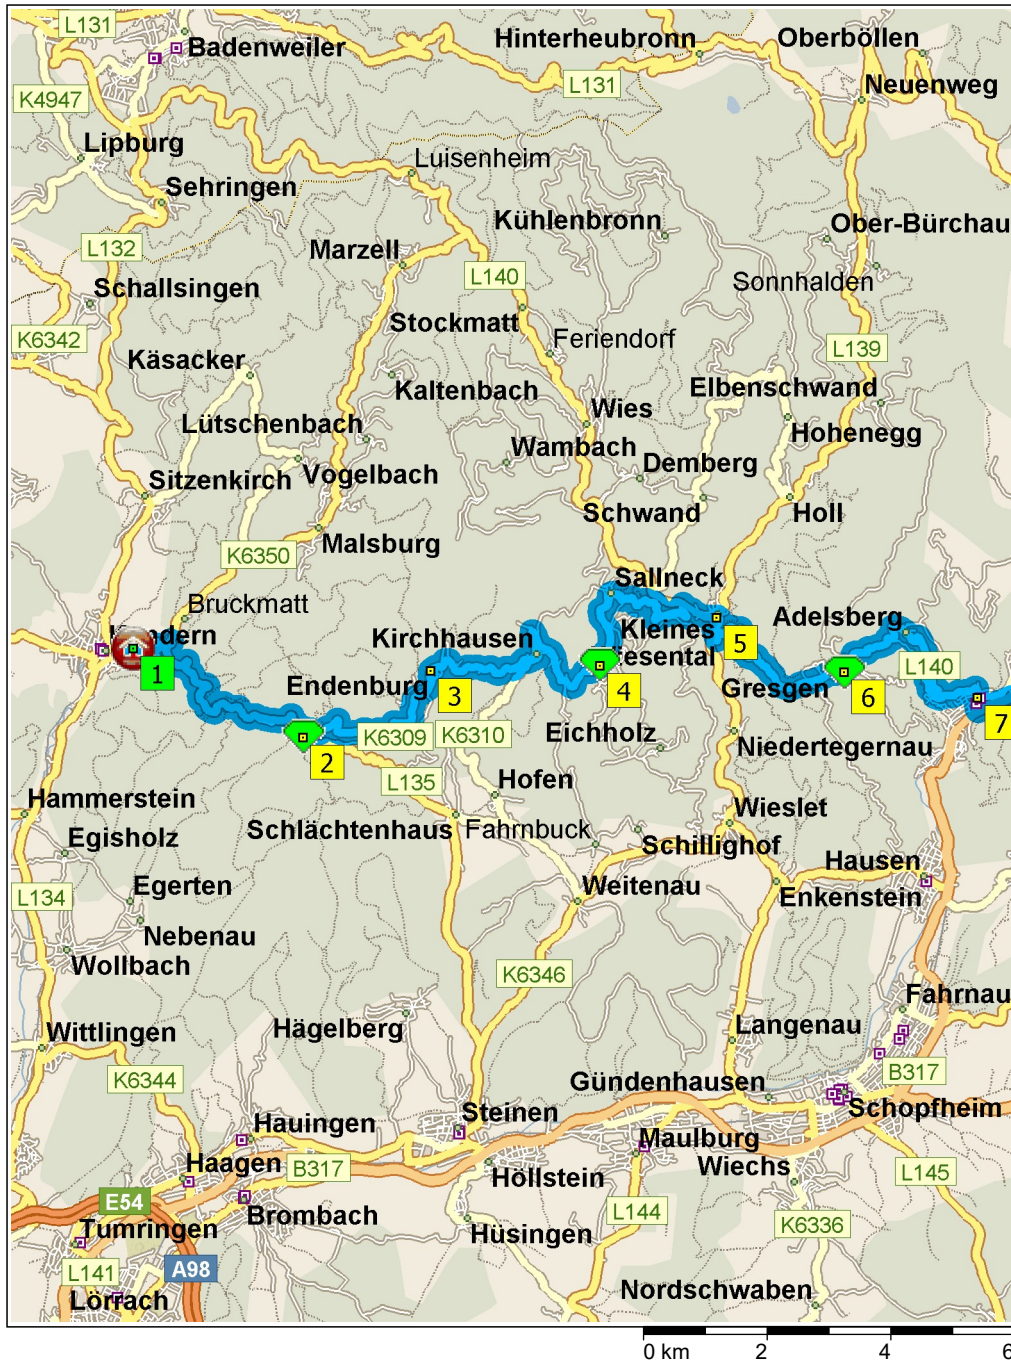 L131
Badenweiler
Hinterheubronn
Oberböllen
K4947
L131
Neuenweg
Lipburg
Luisenheim
Sehringen
Kühlenbronn
Ober-Bürchau
L132
Marzell
L140
Sonnhalden
Schallsingen
Stockmatt
K6342
Feriendorf
L139
Käsacker
Kaltenbach
Elbenschwand
Wies
Lütschenbach
Hohenegg
Wambach
Demberg
Sitzenkirch
Vogelbach
Schwand
Holl
Malsburg
K6350
Sallneck
Bruckmatt
Adelsberg
Kirchhausen
Kleines
5
L140
1
Endenburg
3
4
Gresgen
6
7
K6309
K6310
Eichholz
Niedertegernau
2
L135
Hofen
Hammerstein
Wieslet
Egisholz
Schlächtenhaus
Fahrnbuck
Schillighof
Hausen
Egerten
Weitenau
Enkenstein
L134
Nebenau
Wollbach
K6346
Fahrnau
Wittlingen
Hägelberg
Langenau
K6344
Gündenhausen
B317
Steinen
Schopfheim
Hauingen
Maulburg
Haagen
B317
Höllstein
Wiechs
L145
E54
Brombach
L144
Tumringen
Hüsingen
K6336
L141
A98
Lörrach
Nordschwaben
0 km 2 4 6